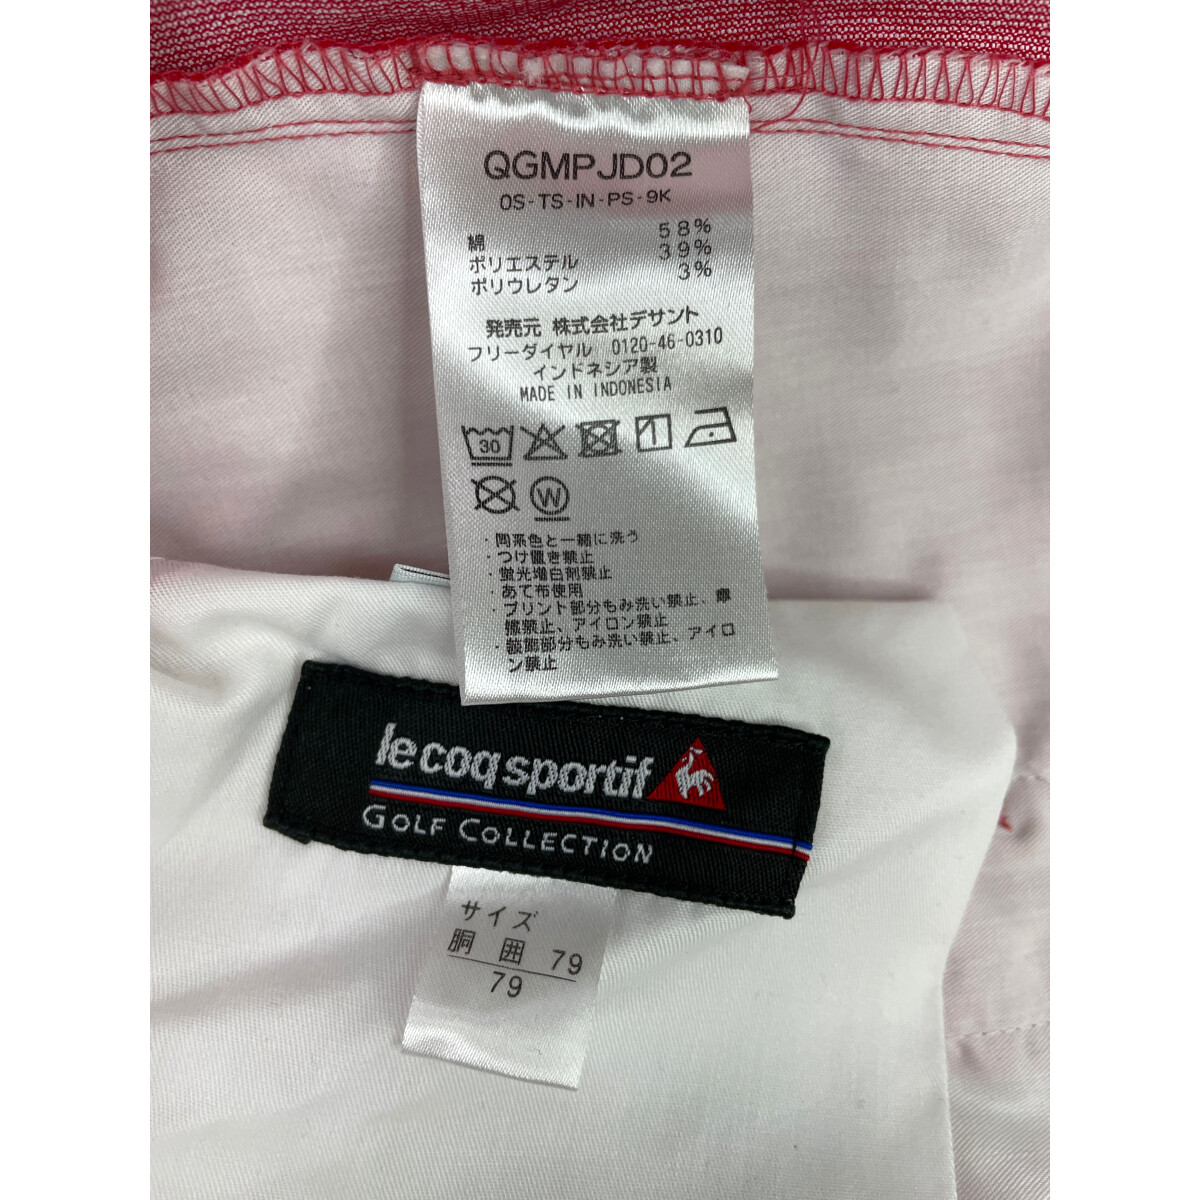 QGMPJD02
OS-TS-IN-PS-9K
綿 58%
ポリエステル 39%
ポリウレタン 3%
発売元 株式会社デサント
フリーダイヤル 0120-46-0310
インドネシア製
MADE IN INDONESIA
30
W
・同系色と一緒に洗う
・つけ置き禁止
・蛍光増白剤禁止
・あて布使用
・プリント部分もみ洗い禁止、摩
擦禁止、アイロン禁止
・装飾部分もみ洗い禁止、アイロ
ン禁止
le coq sportif
GOLF COLLECTION
サイズ
胴囲 79
79